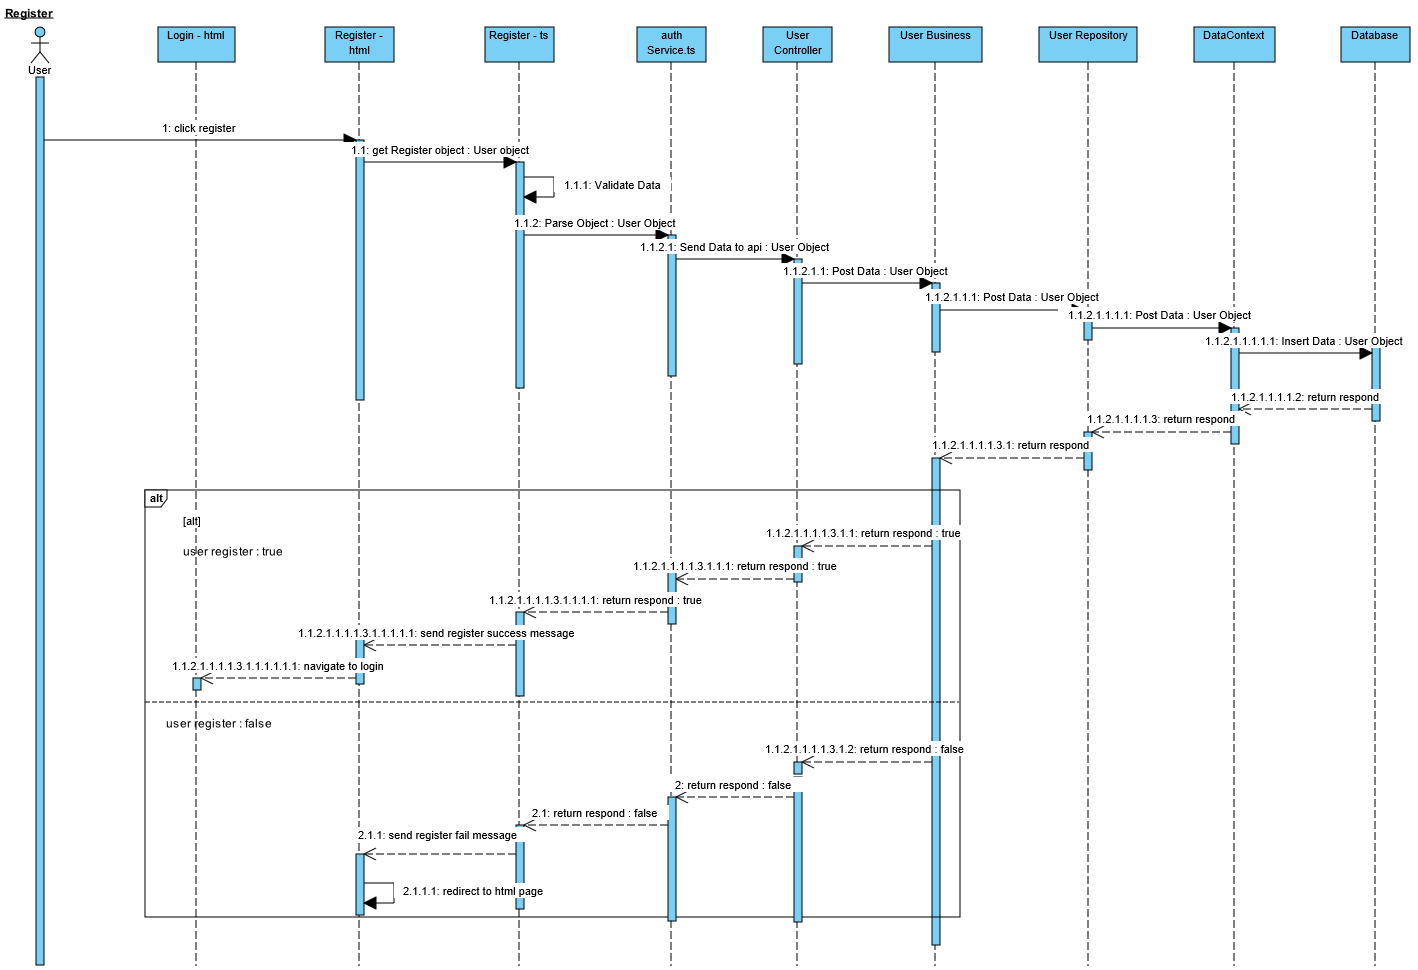 Register
User
Login - html
Register -
html
Register - ts
auth
Service.ts
User
Controller
User Business
User Repository
DataContext
Database
1: click register
1.1: get Register object : User object
1.1.1: Validate Data
1.1.2: Parse Object : User Object
1.1.2.1: Send Data to api : User Object
1.1.2.1.1: Post Data : User Object
1.1.2.1.1.1: Post Data : User Object
1.1.2.1.1.1.1: Post Data : User Object
1.1.2.1.1.1.1.1: Insert Data : User Object
1.1.2.1.1.1.1.2: return respond
1.1.2.1.1.1.1.3: return respond
1.1.2.1.1.1.1.3.1: return respond
alt
[alt]
user register : true
1.1.2.1.1.1.1.3.1.1: return respond : true
1.1.2.1.1.1.1.3.1.1.1: return respond : true
1.1.2.1.1.1.1.3.1.1.1.1: return respond : true
1.1.2.1.1.1.1.3.1.1.1.1.1: send register success message
1.1.2.1.1.1.1.3.1.1.1.1.1.1: navigate to login
user register : false
1.1.2.1.1.1.1.3.1.2: return respond : false
2: return respond : false
2.1: return respond : false
2.1.1: send register fail message
2.1.1.1: redirect to html page